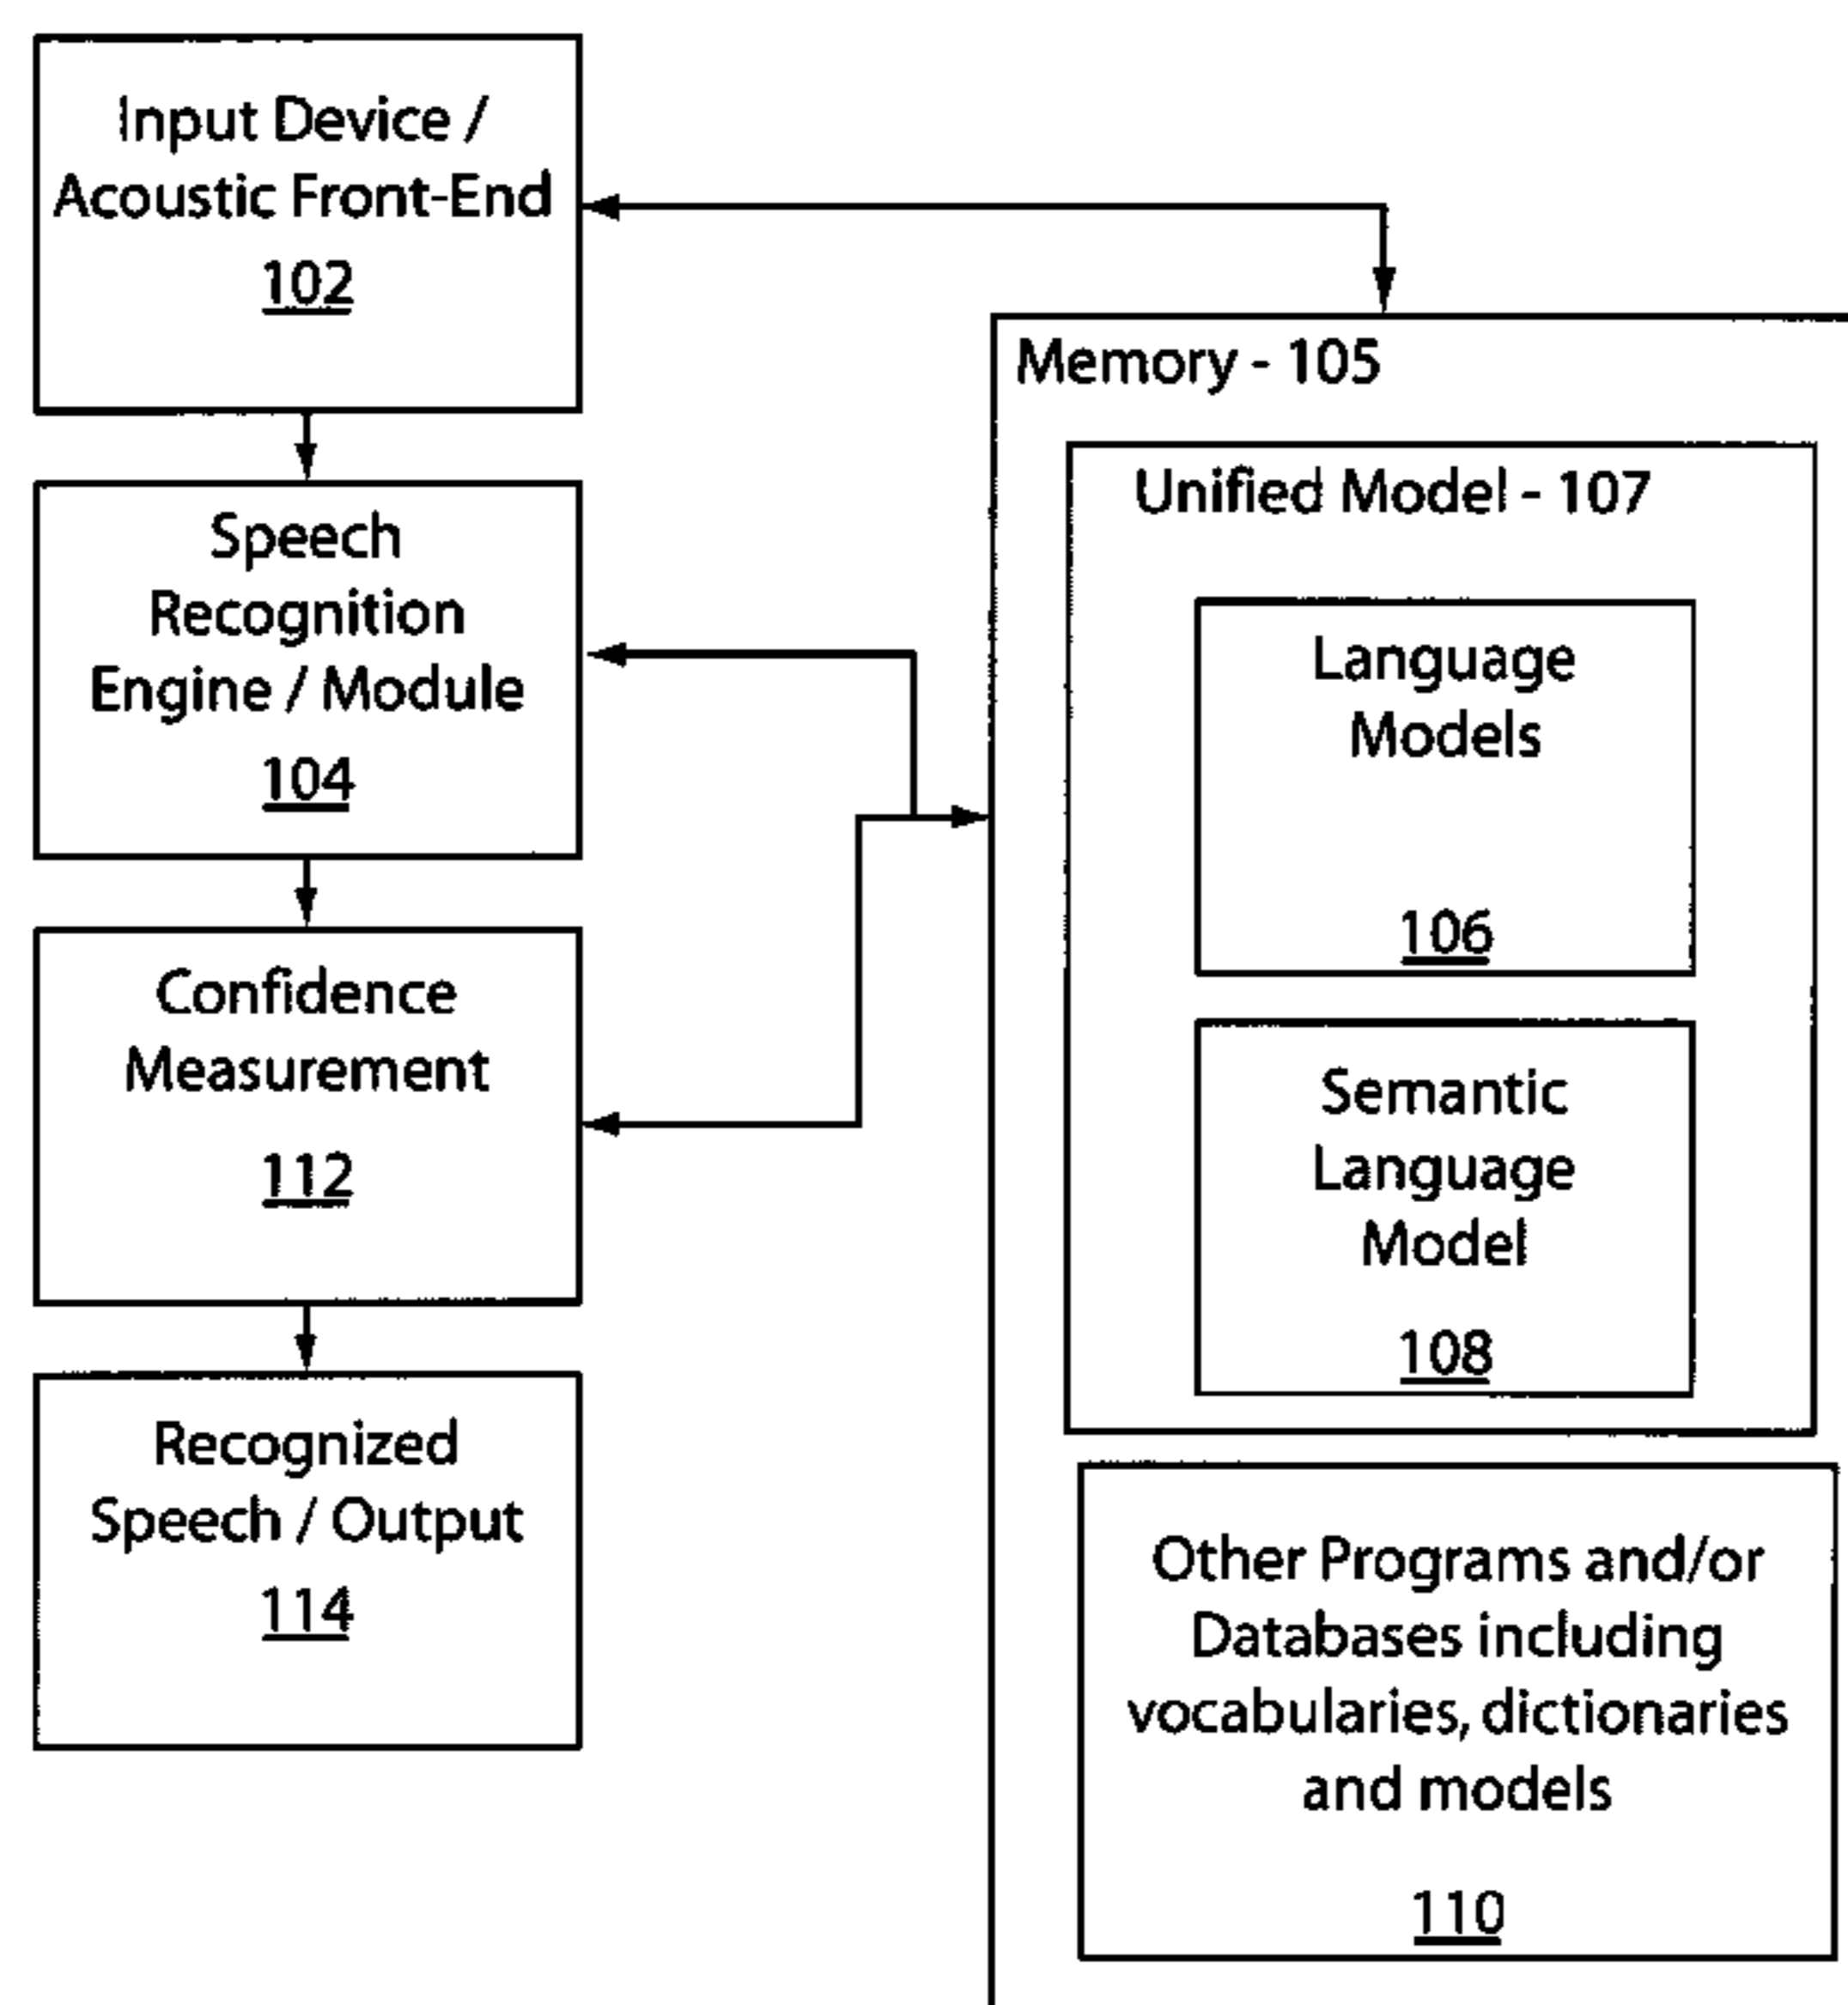 Input Device /
Acoustic Front-End
102
Speech
Recognition
Engine / Module
104
Confidence
Measurement
112
Recognized
Speech / Output
114
Memory - 105
Unified Model - 107
Language
Models
106
Semantic
Language
Model
108
Other Programs and/or
Databases including
vocabularies, dictionaries
and models
110